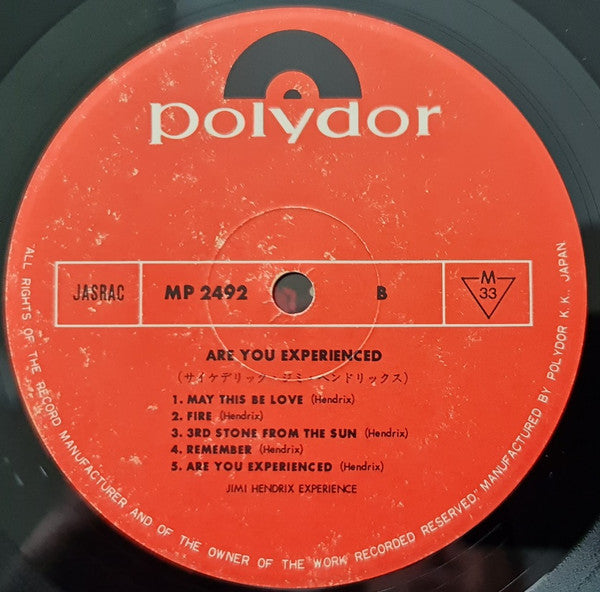 polydor
JASRAC MP 2492 B M 33
ARE YOU EXPERIENCED
(サイケデリック・ジミ・ヘンドリックス)
1. MAY THIS BE LOVE (Hendrix)
2. FIRE (Hendrix)
3. 3RD STONE FROM THE SUN (Hendrix)
4. REMEMBER (Hendrix)
5. ARE YOU EXPERIENCED (Hendrix)
JIMI HENDRIX EXPERIENCE
ALL RIGHTS OF THE RECORD MANUFACTURER AND OF THE OWNER OF THE WORK RECORDED RESERVED; MANUFACTURED BY POLYDOR K.K. JAPAN